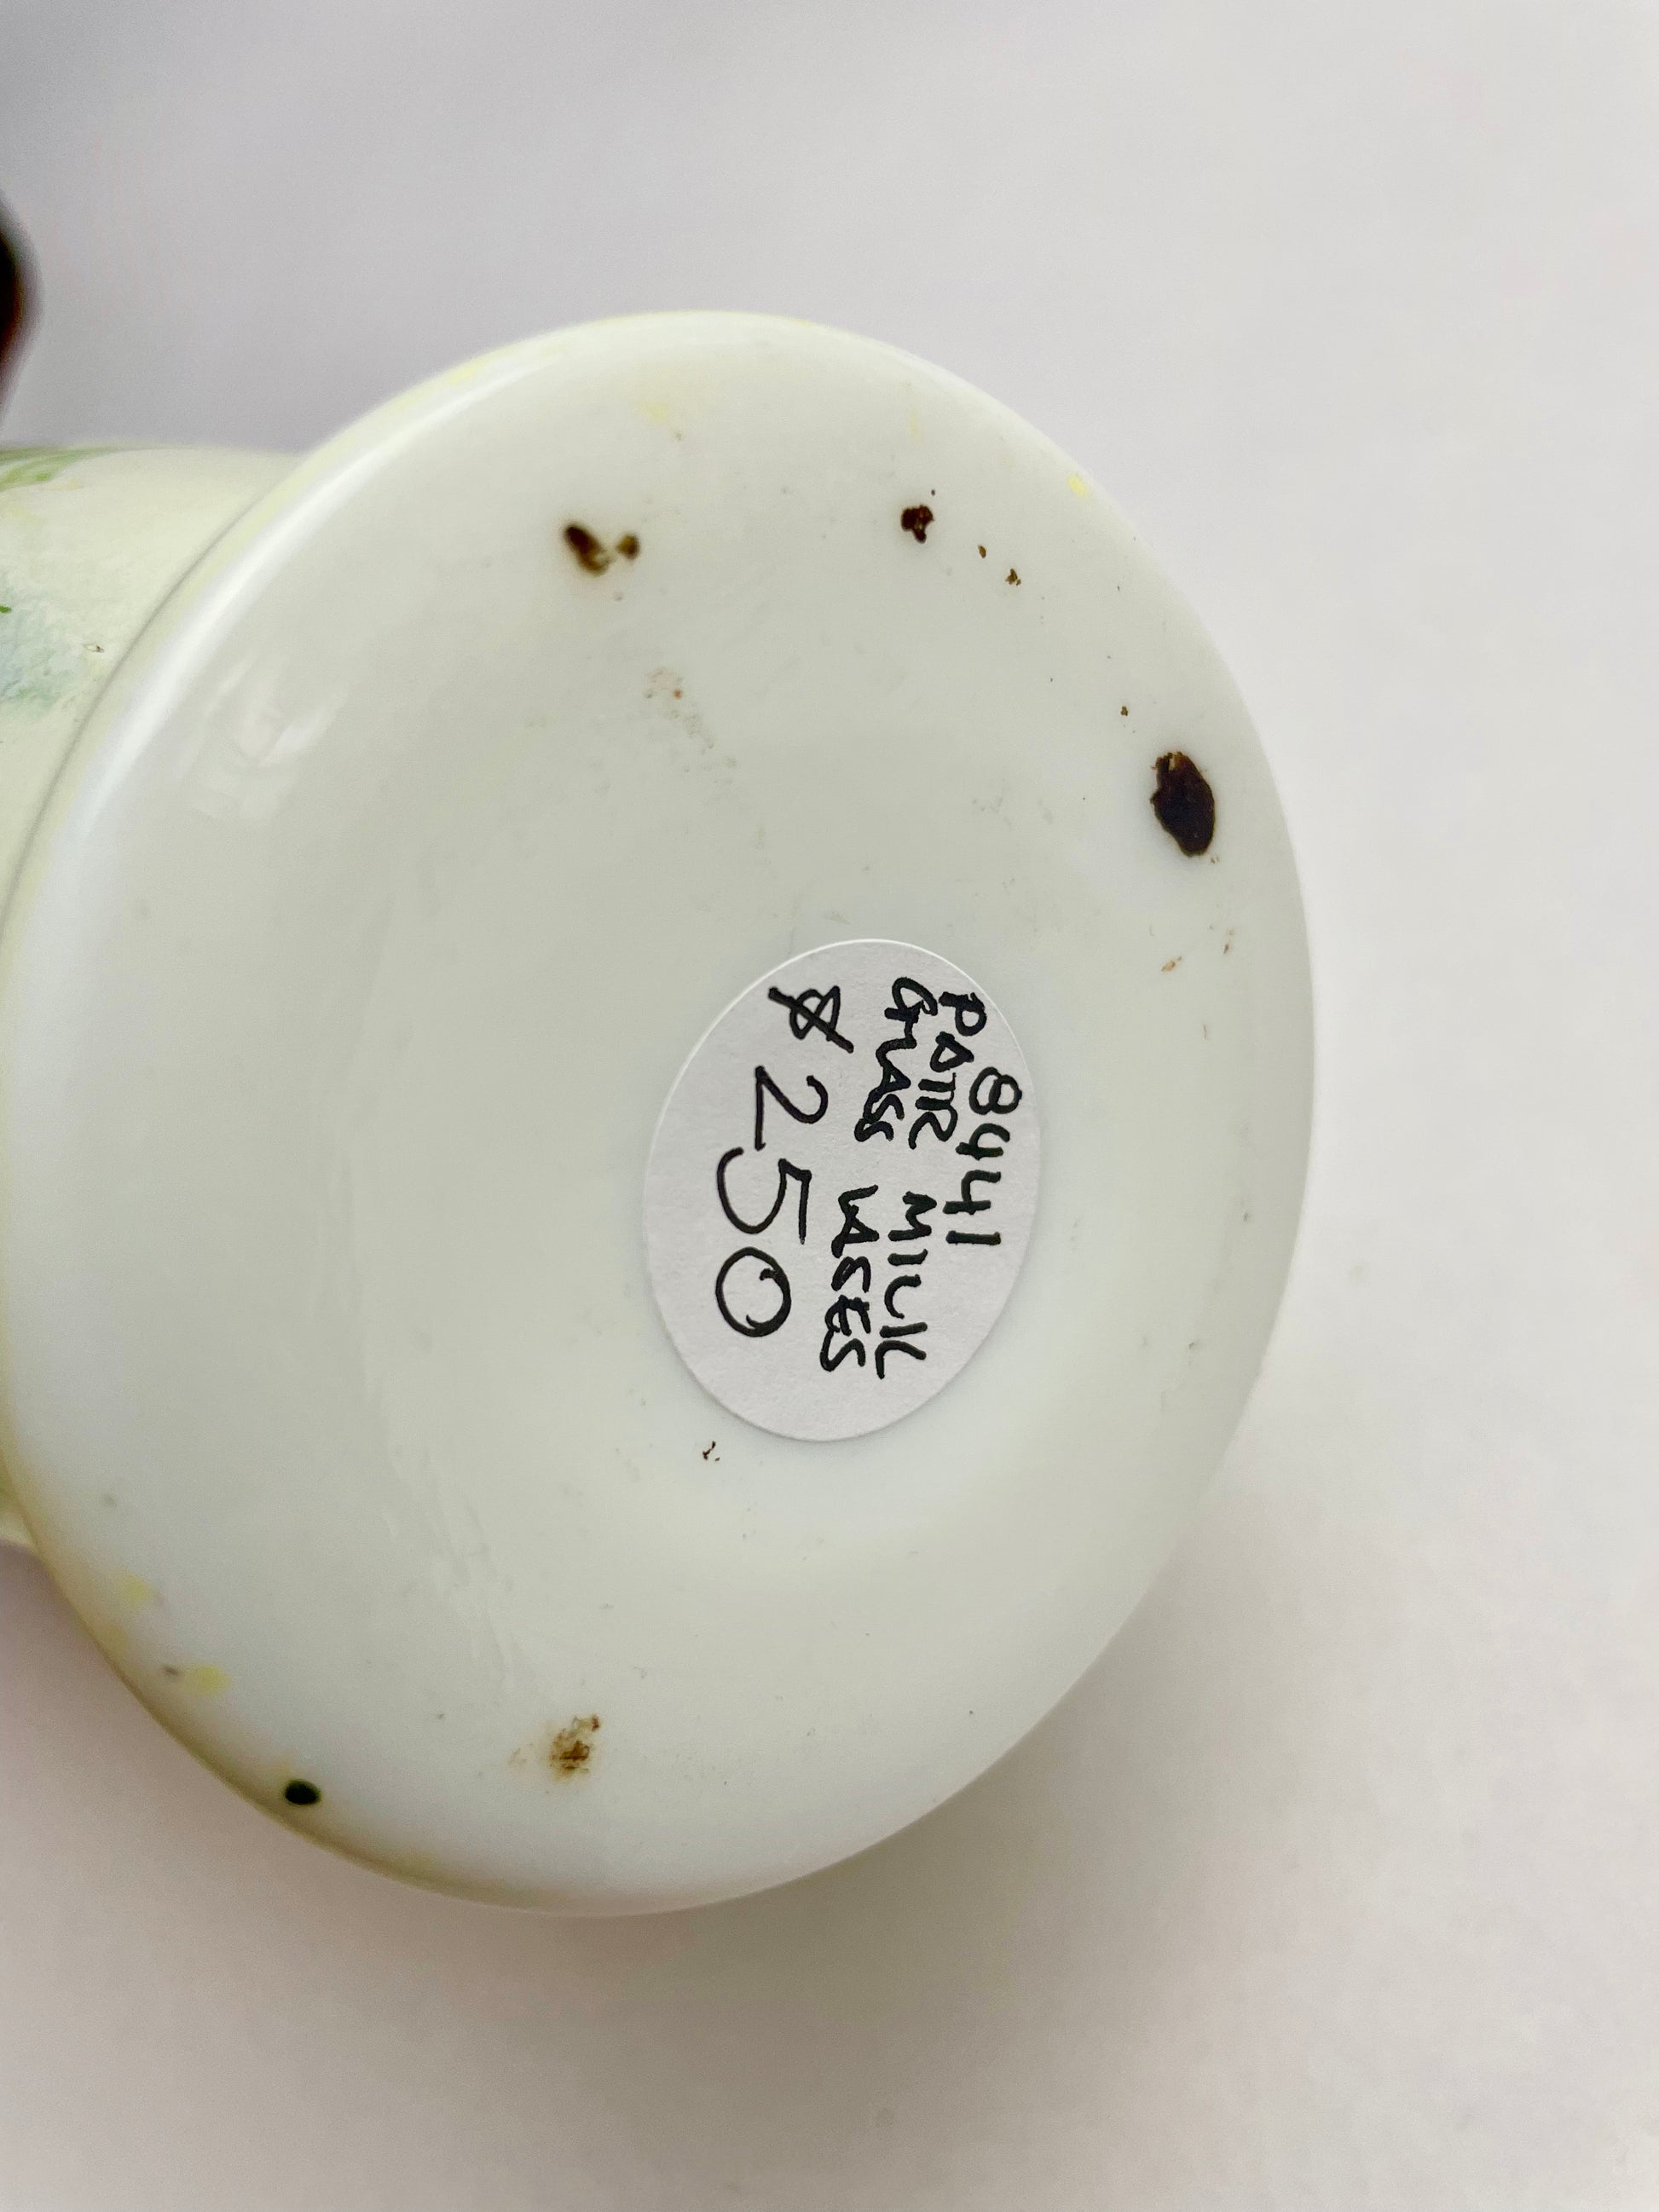 8441
PAIR MILK
GLASS VASES
$250